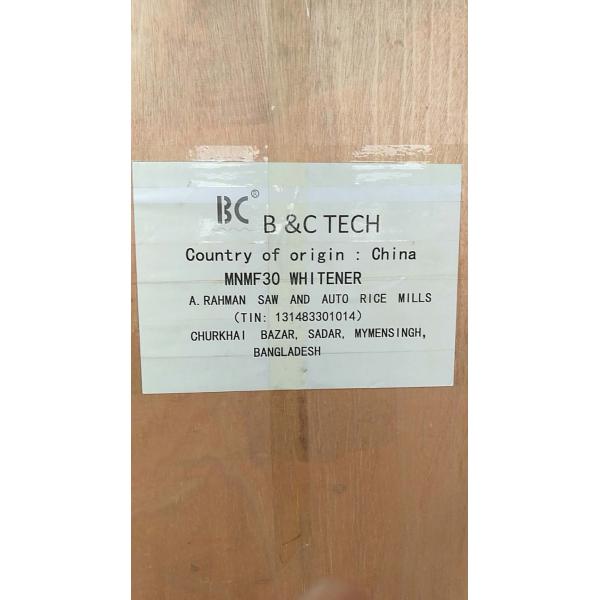 BC® B &C TECH
Country of origin : China
MNMF30 WHITENER
A. RAHMAN SAW AND AUTO RICE MILLS
(TIN: 131483301014)
CHURKHAI BAZAR, SADAR, MYMENSINGH,
BANGLADESH